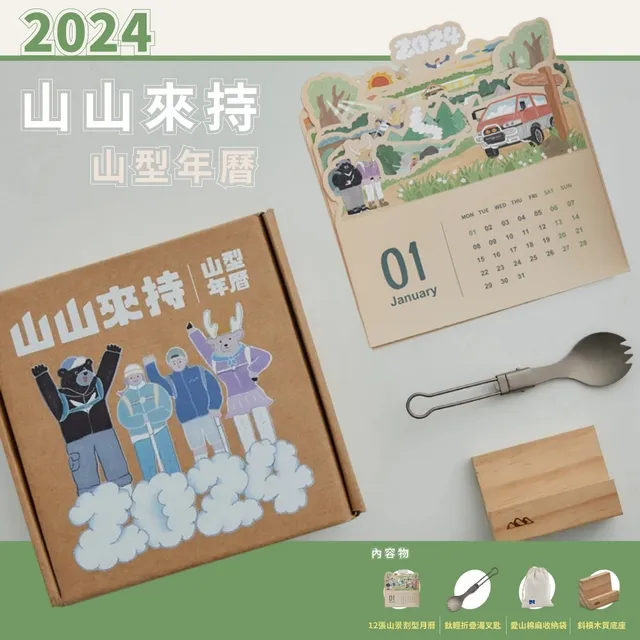 2024
山山來持
山型年曆
2024
MON TUE WED THU FRI SAT SUN
01 02 03 04 05 06 07
08 09 10 11 12 13 14
15 16 17 18 19 20 21
22 23 24 25 26 27 28
29 30 31
01
January
山山來持
山型
年曆
2024
內容物
12張山景割型月曆
鈦輕折疊湯叉匙
愛山棉麻收納袋
斜積木質底座